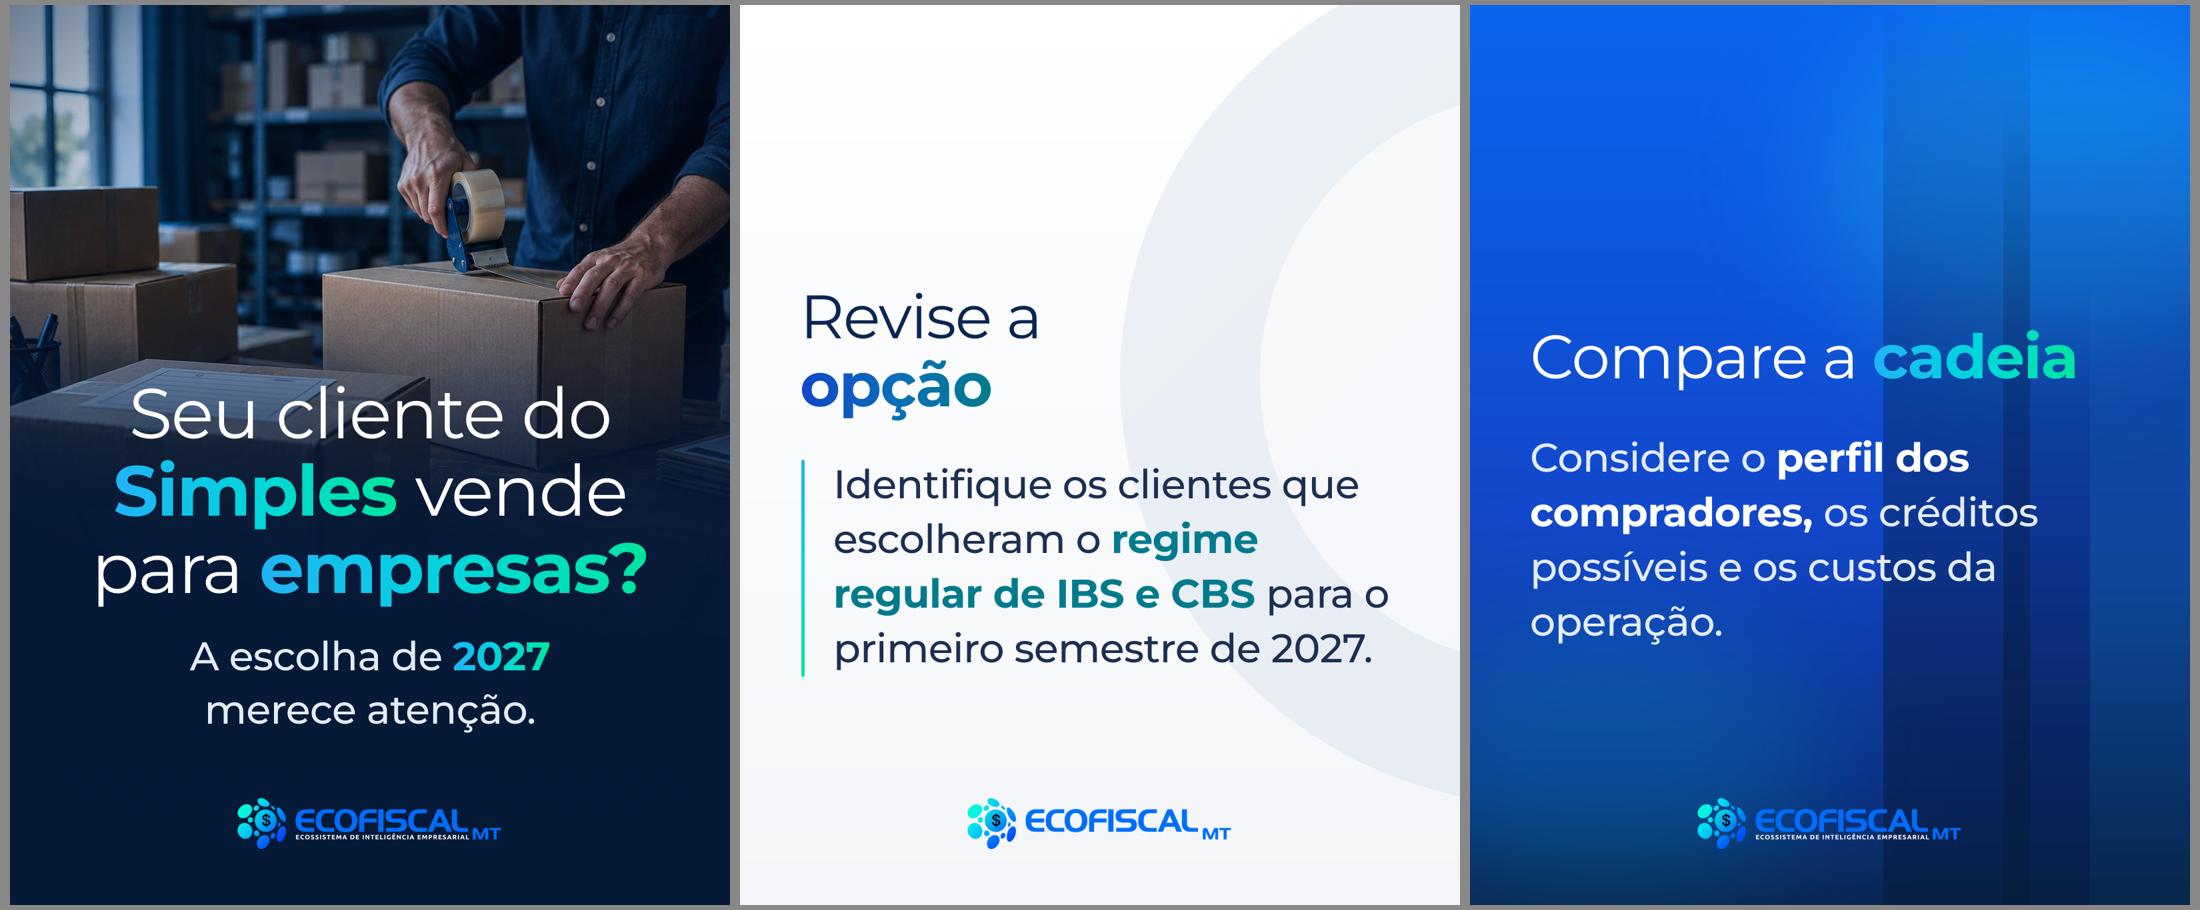 Seu cliente do
Simples vende
para empresas?
A escolha de 2027
merece atenção.
ECOFISCAL MT
ECOSSISTEMA DE INTELIGÊNCIA EMPRESARIAL
Revise a
opção
Identifique os clientes que
escolheram o regime
regular de IBS e CBS para o
primeiro semestre de 2027.
ECOFISCAL MT
Compare a cadeia
Considere o perfil dos
compradores, os créditos
possíveis e os custos da
operação.
ECOFISCAL MT
ECOSSISTEMA DE INTELIGÊNCIA EMPRESARIAL